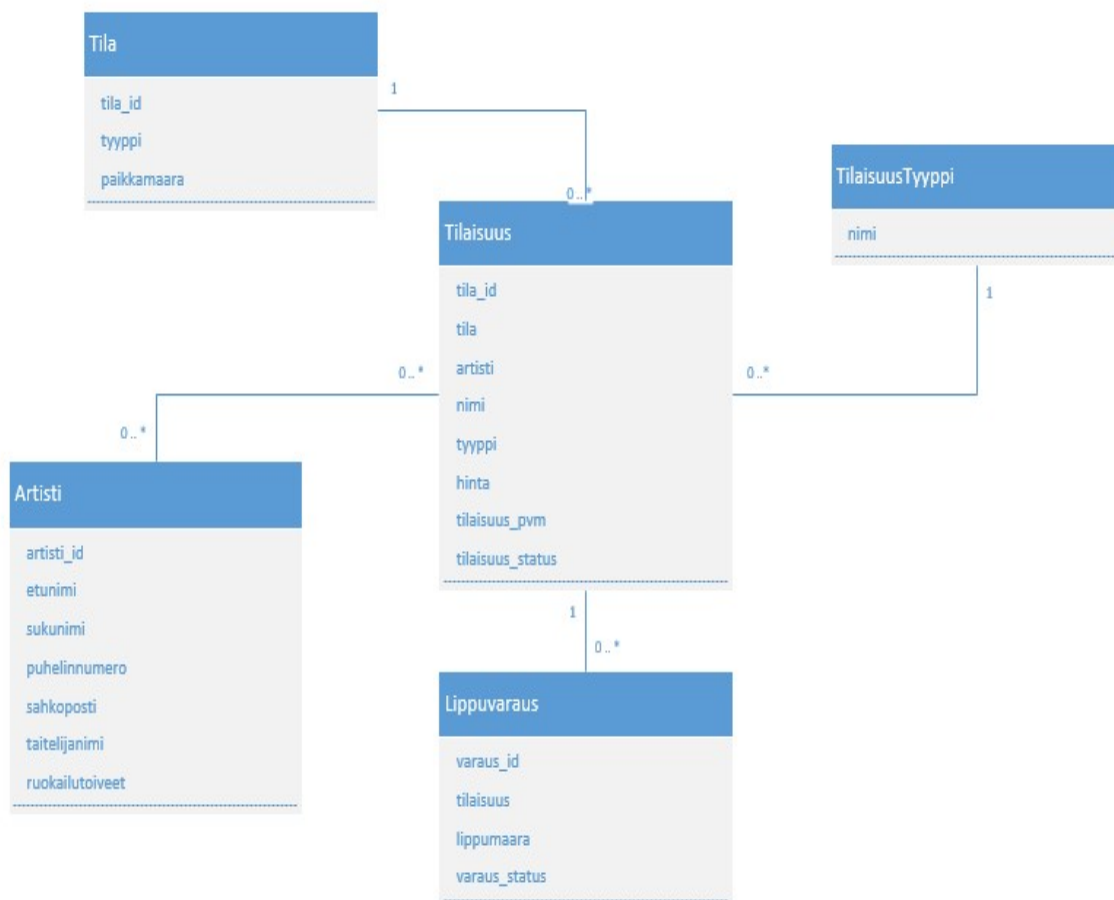 Tila
tila_id
tyyppi
paikkamaara
1
0..*
TilaisuusTyyppi
nimi
1
0..*
Tilaisuus
tila_id
tila
artisti
nimi
tyyppi
hinta
tilaisuus_pvm
tilaisuus_status
0..*
0..*
Artisti
artisti_id
etunimi
sukunimi
puhelinnumero
sahkoposti
taitelijanimi
ruokailutoiveet
1
0..*
Lippuvaraus
varaus_id
tilaisuus
lippumaara
varaus_status